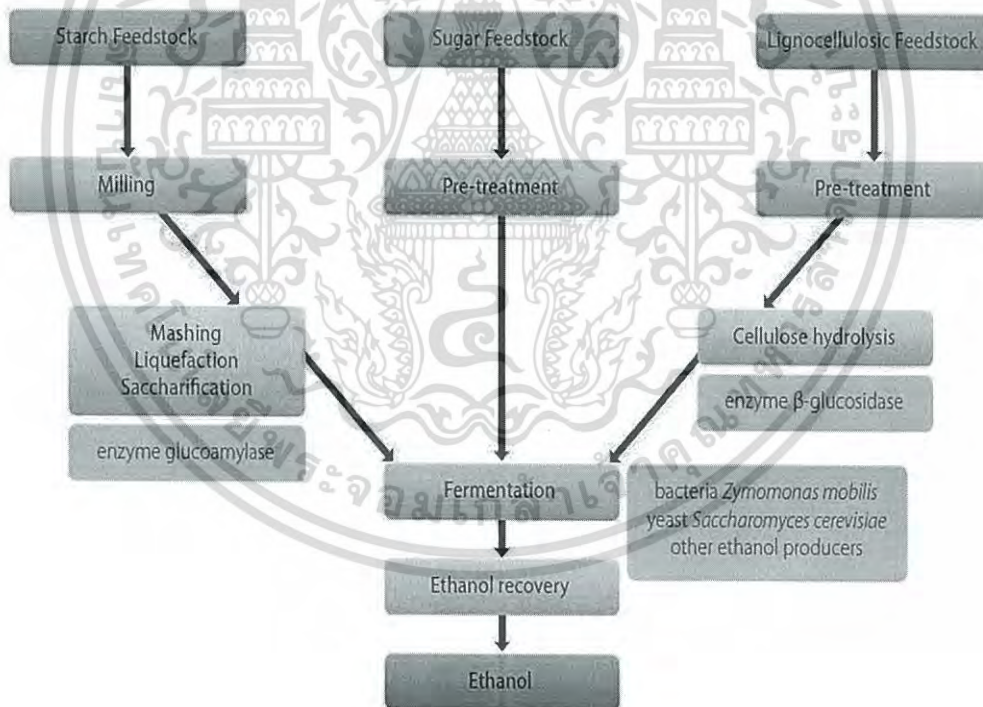 Starch Feedstock
Sugar Feedstock
Lignocellulosic Feedstock
Milling
Pre-treatment
Pre-treatment
Mashing
Liquefaction
Saccharification
enzyme glucoamylase
Cellulose hydrolysis
enzyme β-glucosidase
Fermentation
bacteria Zymomonas mobilis
yeast Saccharomyces cerevisiae
other ethanol producers
Ethanol recovery
Ethanol